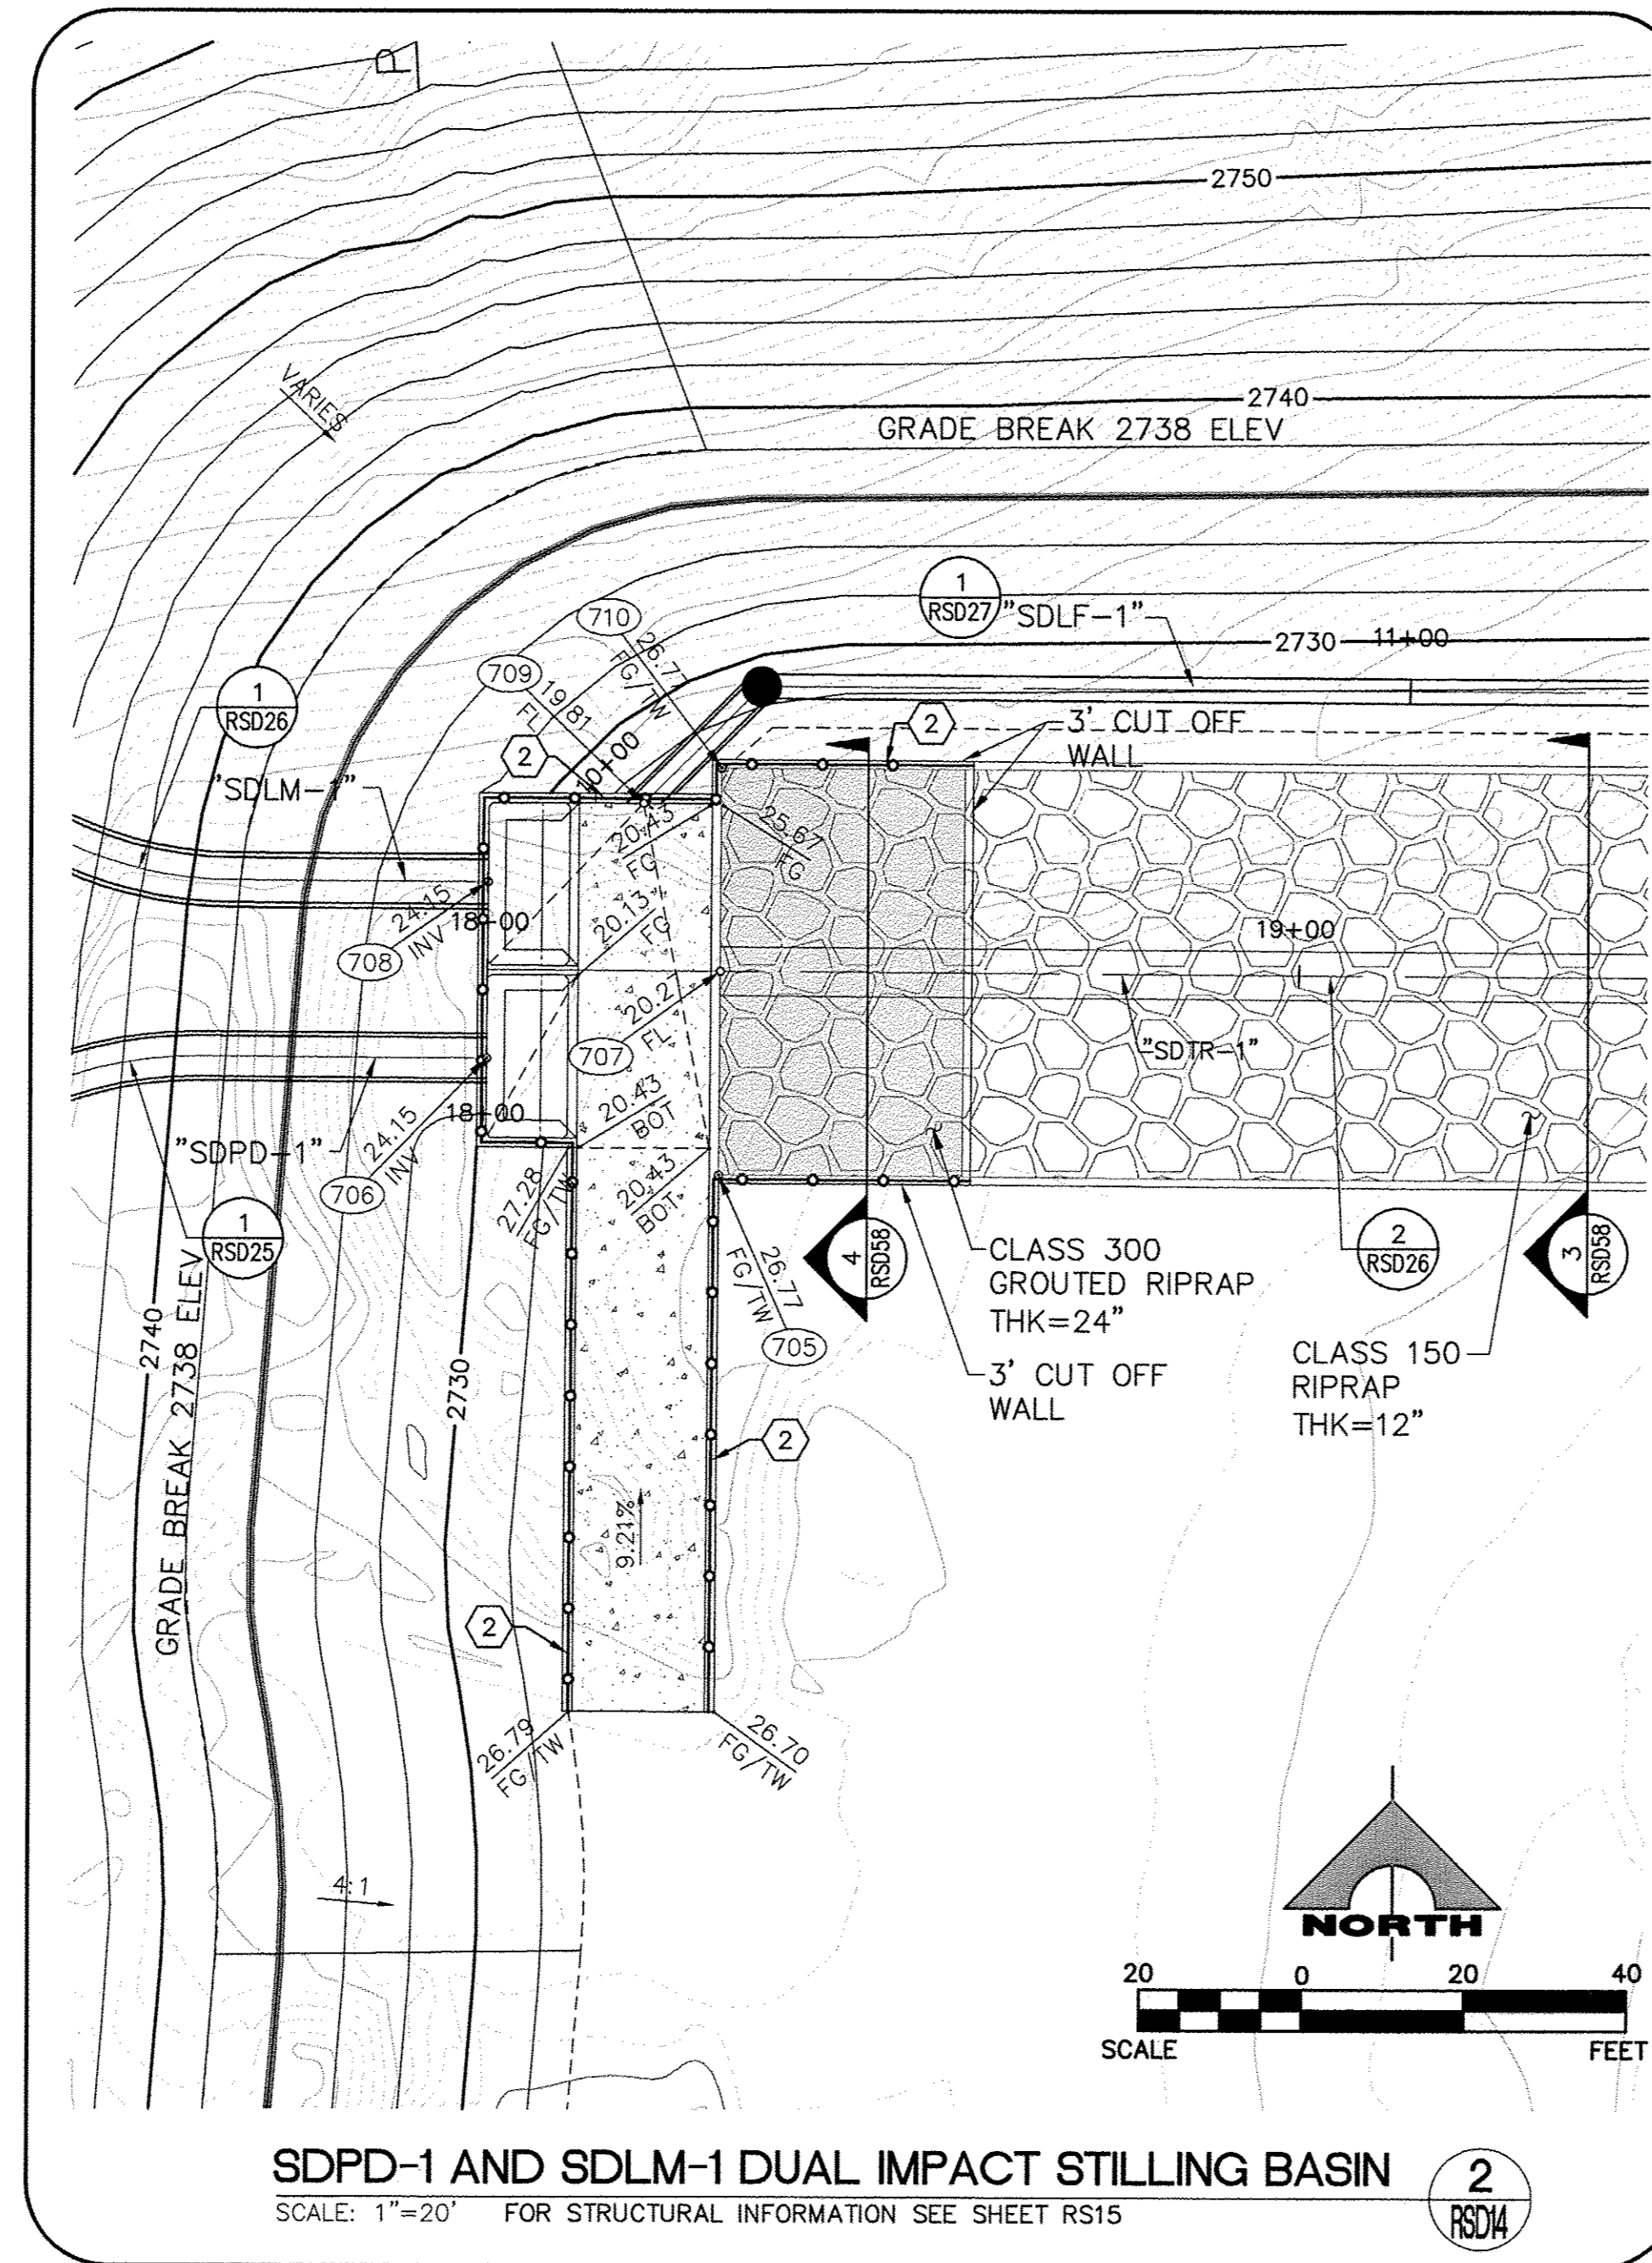 P
2750
VARIES
2740
GRADE BREAK 2738 ELEV
1
RSD27
"SDLF-1"
710
26.77
FG/TW
2730
11+00
709
19.81
FL
1
RSD26
2
10+00
2
3' CUT OFF
WALL
"SDLM-1"
20.43
FG
25.67
FG
24.15
INV
18+00
20.13
FG
19+00
708
20.27
FL
707
"SDTR-1"
20.43
BOT
18+00
"SDPD-1"
24.15
INV
706
27.28
FG/TW
20.43
BOT
1
RSD25
26.77
FG/TW
705
4
RSD58
CLASS 300
GROUTED RIPRAP
THK=24"
2
RSD26
3
RSD58
3' CUT OFF
WALL
CLASS 150
RIPRAP
THK=12"
2740
GRADE BREAK 2738 ELEV
2730
2
9.21%
2
26.79
FG/TW
26.70
FG/TW
4:1
NORTH
20 0 20 40
SCALE FEET
SDPD-1 AND SDLM-1 DUAL IMPACT STILLING BASIN
2
RSD14
SCALE: 1"=20' FOR STRUCTURAL INFORMATION SEE SHEET RS15